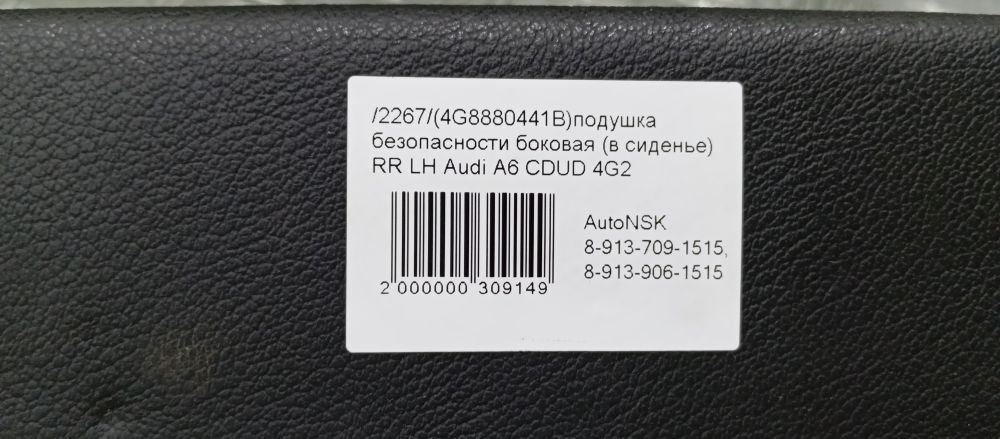 /2267/(4G8880441B)подушка
безопасности боковая (в сиденье)
RR LH Audi A6 CDUD 4G2
AutoNSK
8-913-709-1515,
8-913-906-1515
2 000000 309149